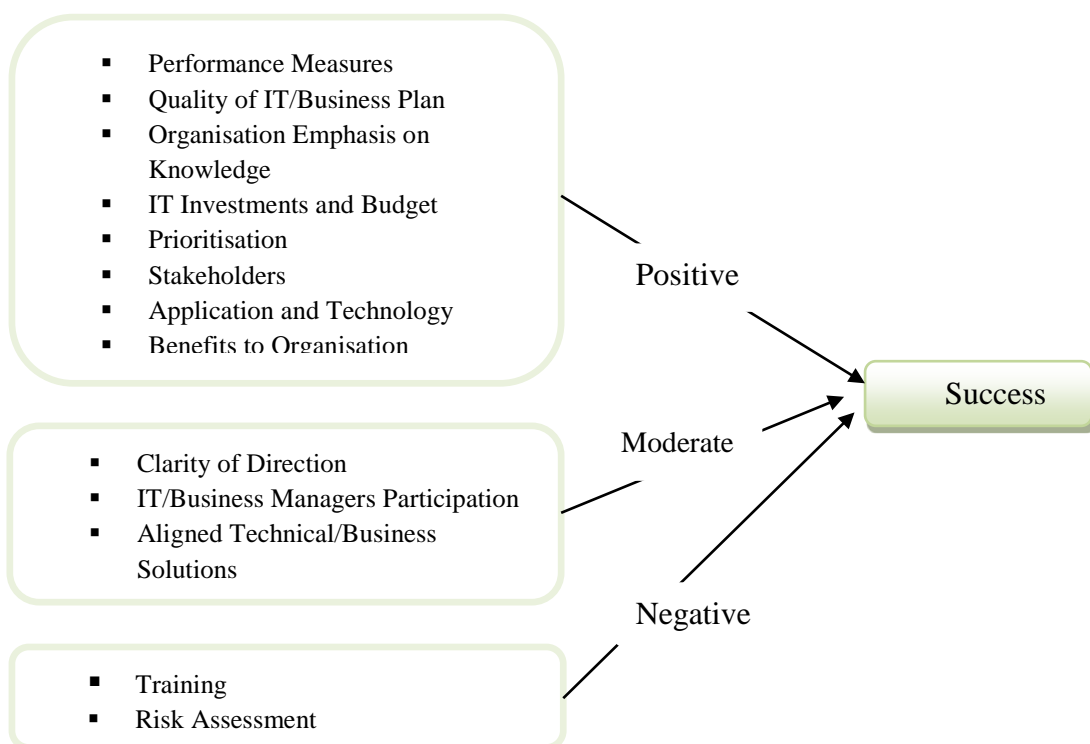 ▪ Performance Measures
▪ Quality of IT/Business Plan
▪ Organisation Emphasis on
Knowledge
▪ IT Investments and Budget
▪ Prioritisation
▪ Stakeholders
▪ Application and Technology
▪ Benefits to Organisation
Positive
Success
Moderate
▪ Clarity of Direction
▪ IT/Business Managers Participation
▪ Aligned Technical/Business
Solutions
Negative
▪ Training
▪ Risk Assessment